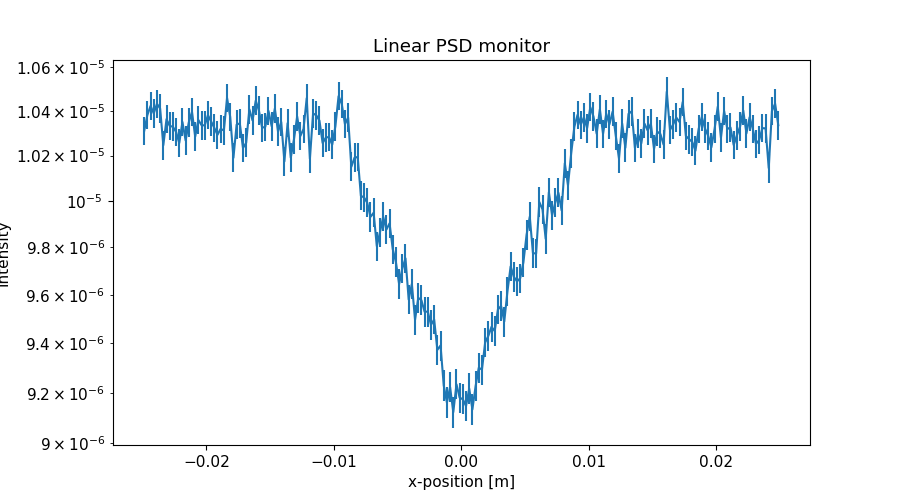 Linear PSD monitor
1.06 × 10⁻⁵
1.04 × 10⁻⁵
1.02 × 10⁻⁵
10⁻⁵
9.8 × 10⁻⁶
9.6 × 10⁻⁶
9.4 × 10⁻⁶
9.2 × 10⁻⁶
9 × 10⁻⁶
Intensity
−0.02 −0.01 0.00 0.01 0.02
x-position [m]